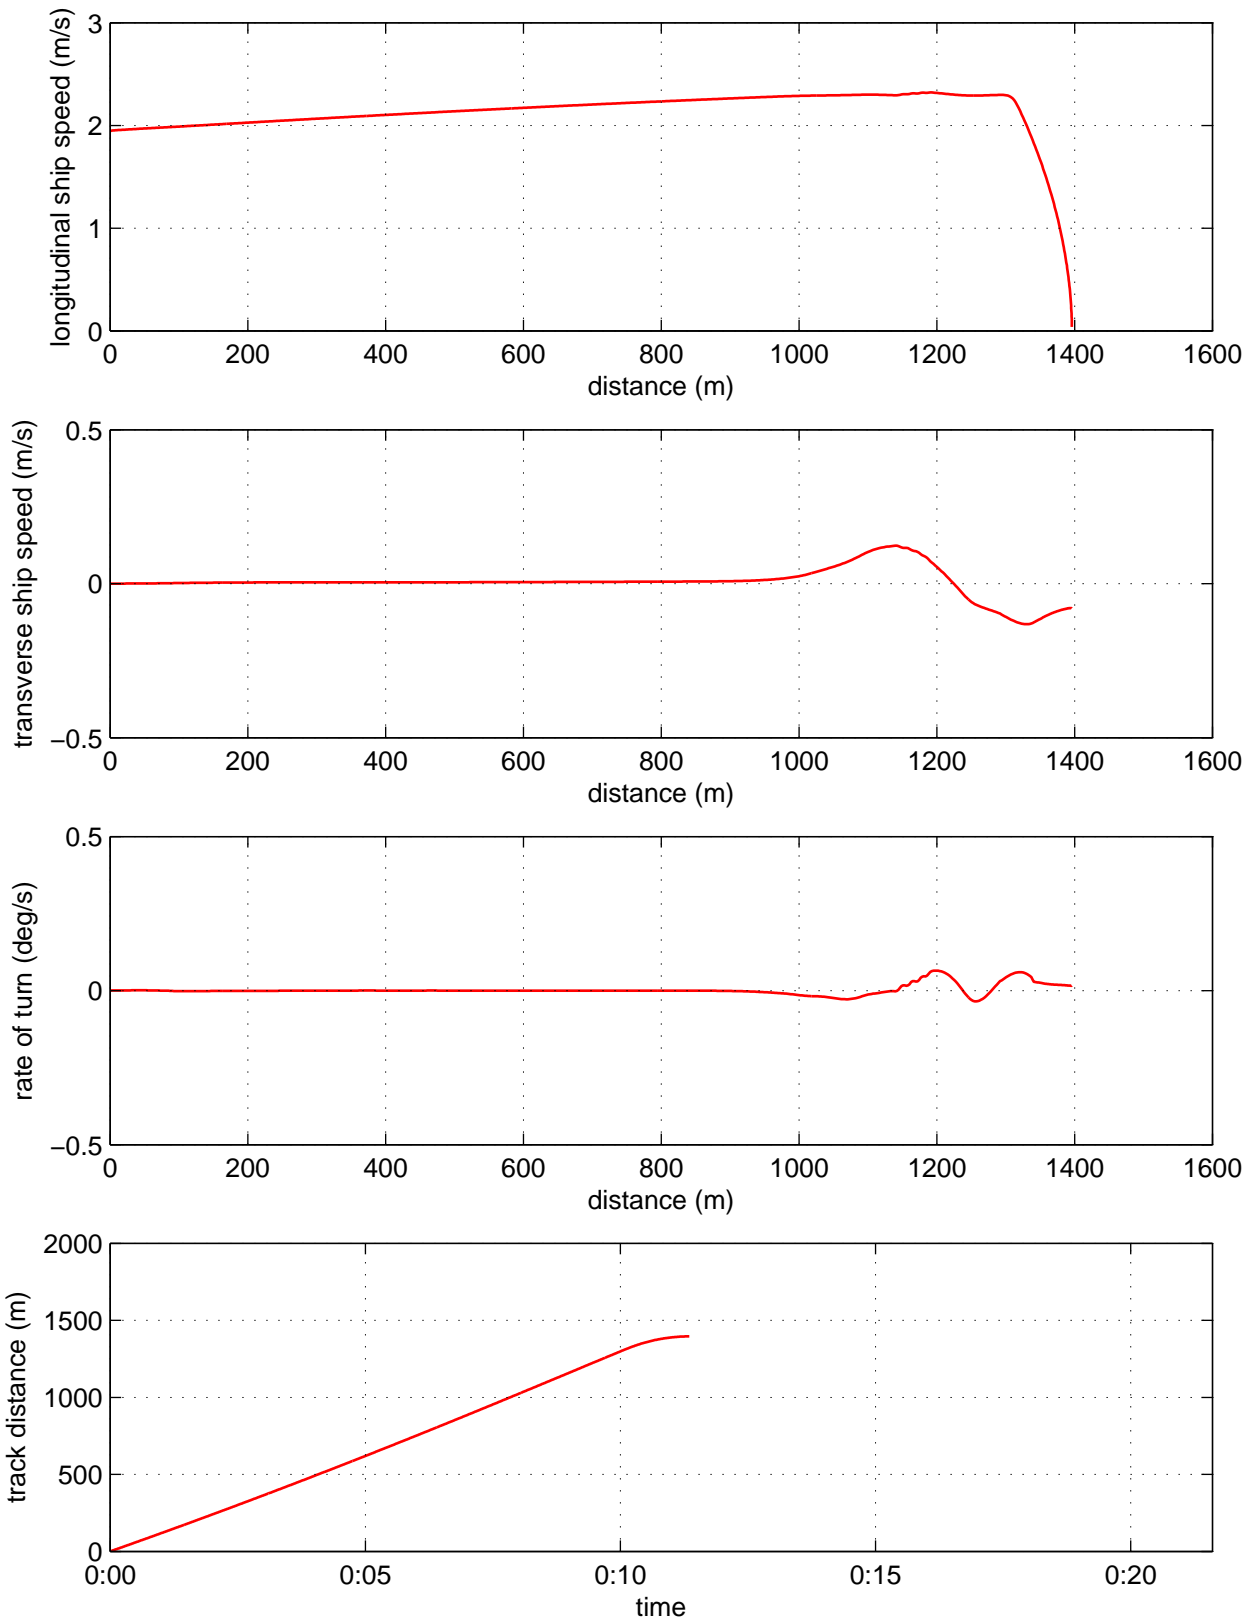 longitudinal ship speed (m/s)
3
2
1
0
0 200 400 600 800 1000 1200 1400 1600
distance (m)
transverse ship speed (m/s)
0.5
0
−0.5
0 200 400 600 800 1000 1200 1400 1600
distance (m)
rate of turn (deg/s)
0.5
0
−0.5
0 200 400 600 800 1000 1200 1400 1600
distance (m)
track distance (m)
2000
1500
1000
500
0
0:00 0:05 0:10 0:15 0:20
time